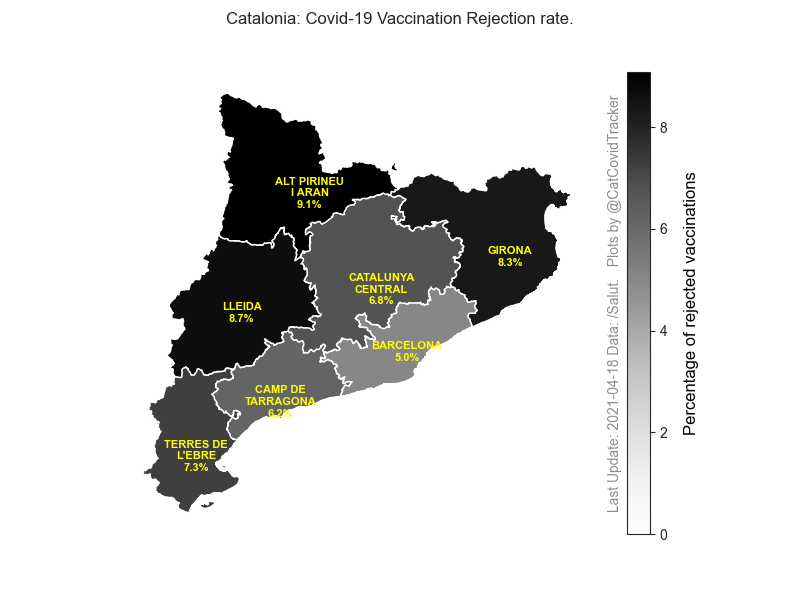 Catalonia: Covid-19 Vaccination Rejection rate.
ALT PIRINEU
I ARAN
9.1%
GIRONA
8.3%
CATALUNYA
CENTRAL
6.8%
LLEIDA
8.7%
BARCELONA
5.0%
CAMP DE
TARRAGONA
6.2%
TERRES DE
L'EBRE
7.3%
Last Update: 2021-04-18 Data: /Salut. Plots by @CatCovidTracker
8
6
4
2
0
Percentage of rejected vaccinations